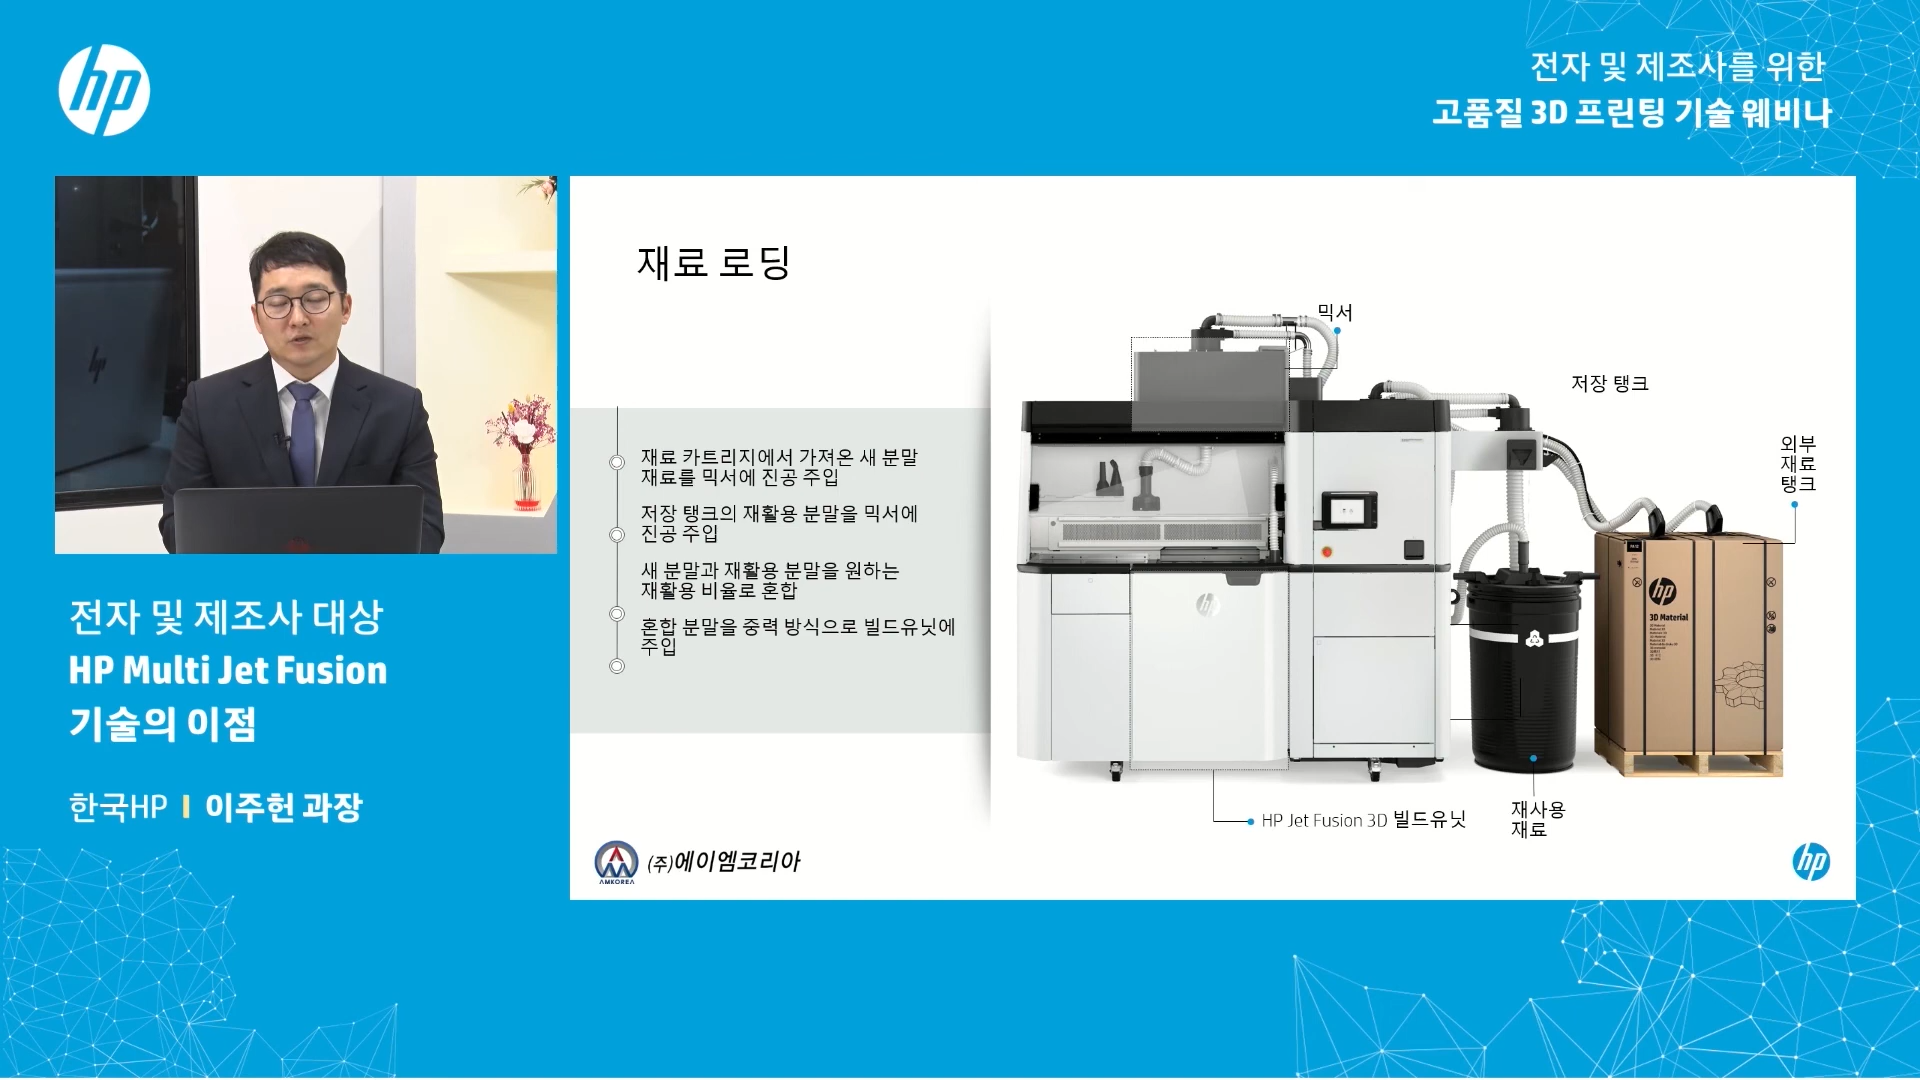 hp
전자 및 제조사를 위한
고품질 3D 프린팅 기술 웨비나
전자 및 제조사 대상
HP Multi Jet Fusion
기술의 이점
한국HP | 이주헌 과장
재료 로딩
재료 카트리지에서 가져온 새 분말
재료를 믹서에 진공 주입
저장 탱크의 재활용 분말을 믹서에
진공 주입
새 분말과 재활용 분말을 원하는
재활용 비율로 혼합
혼합 분말을 중력 방식으로 빌드유닛에
주입
믹서
저장 탱크
외부
재료
탱크
hp
hp
3D Material
HP Jet Fusion 3D 빌드유닛
재사용
재료
AMKOREA
(주)에이엠코리아
hp